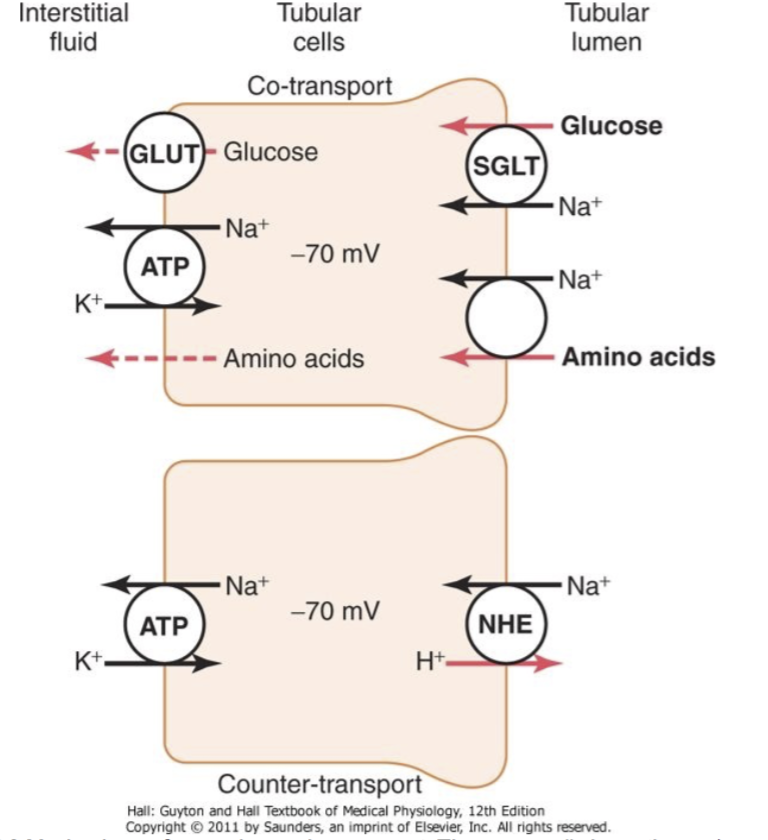 Interstitial
fluid
Tubular
cells
Tubular
lumen
Co-transport
GLUT
Glucose
SGLT
Glucose
Na+
Na+
ATP
K+
−70 mV
Na+
Amino acids
Amino acids
Na+
ATP
K+
−70 mV
Na+
NHE
H+
Counter-transport
Hall: Guyton and Hall Textbook of Medical Physiology, 12th Edition
Copyright © 2011 by Saunders, an imprint of Elsevier, Inc. All rights reserved.